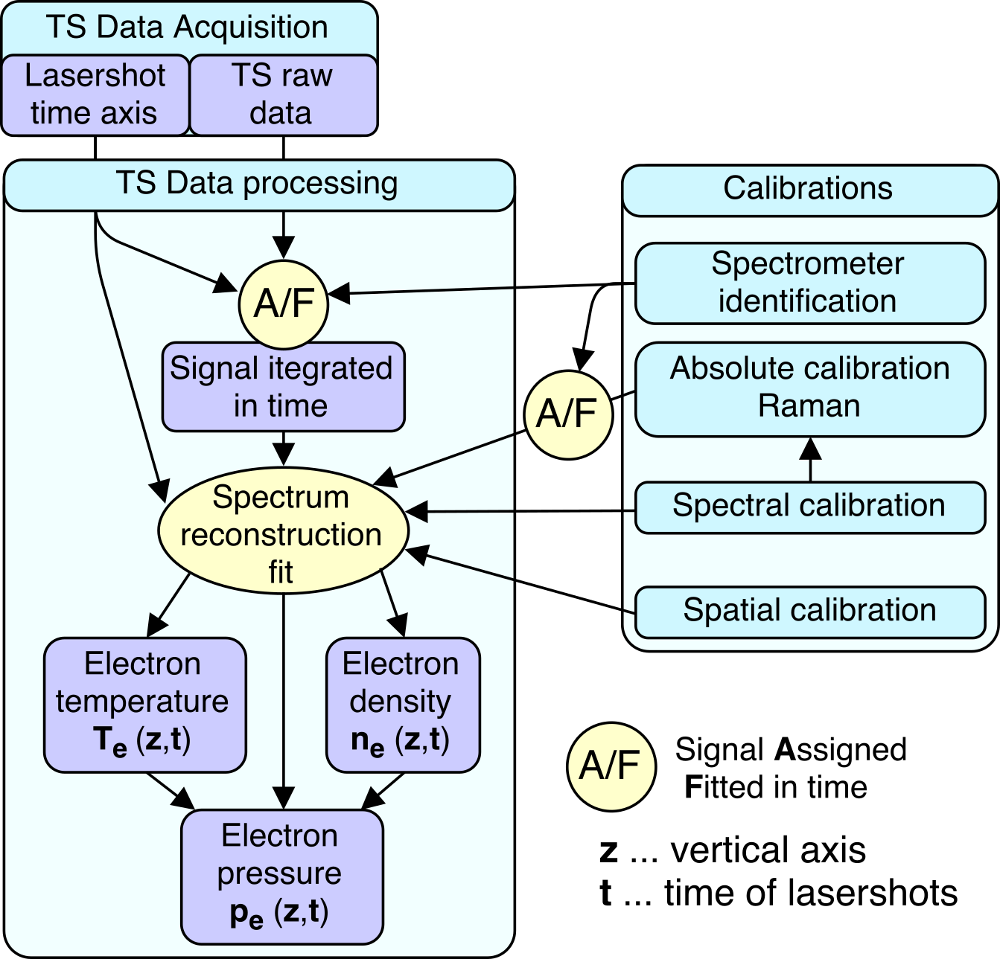 TS Data Acquisition
Lasershot
time axis
TS raw
data
TS Data processing
A/F
Signal itegrated
in time
Spectrum
reconstruction
fit
Electron
temperature
Te (z,t)
Electron
density
ne (z,t)
Electron
pressure
pe (z,t)
A/F
Calibrations
Spectrometer
identification
Absolute calibration
Raman
Spectral calibration
Spatial calibration
A/F
Signal Assigned
Fitted in time
z ... vertical axis
t ... time of lasershots